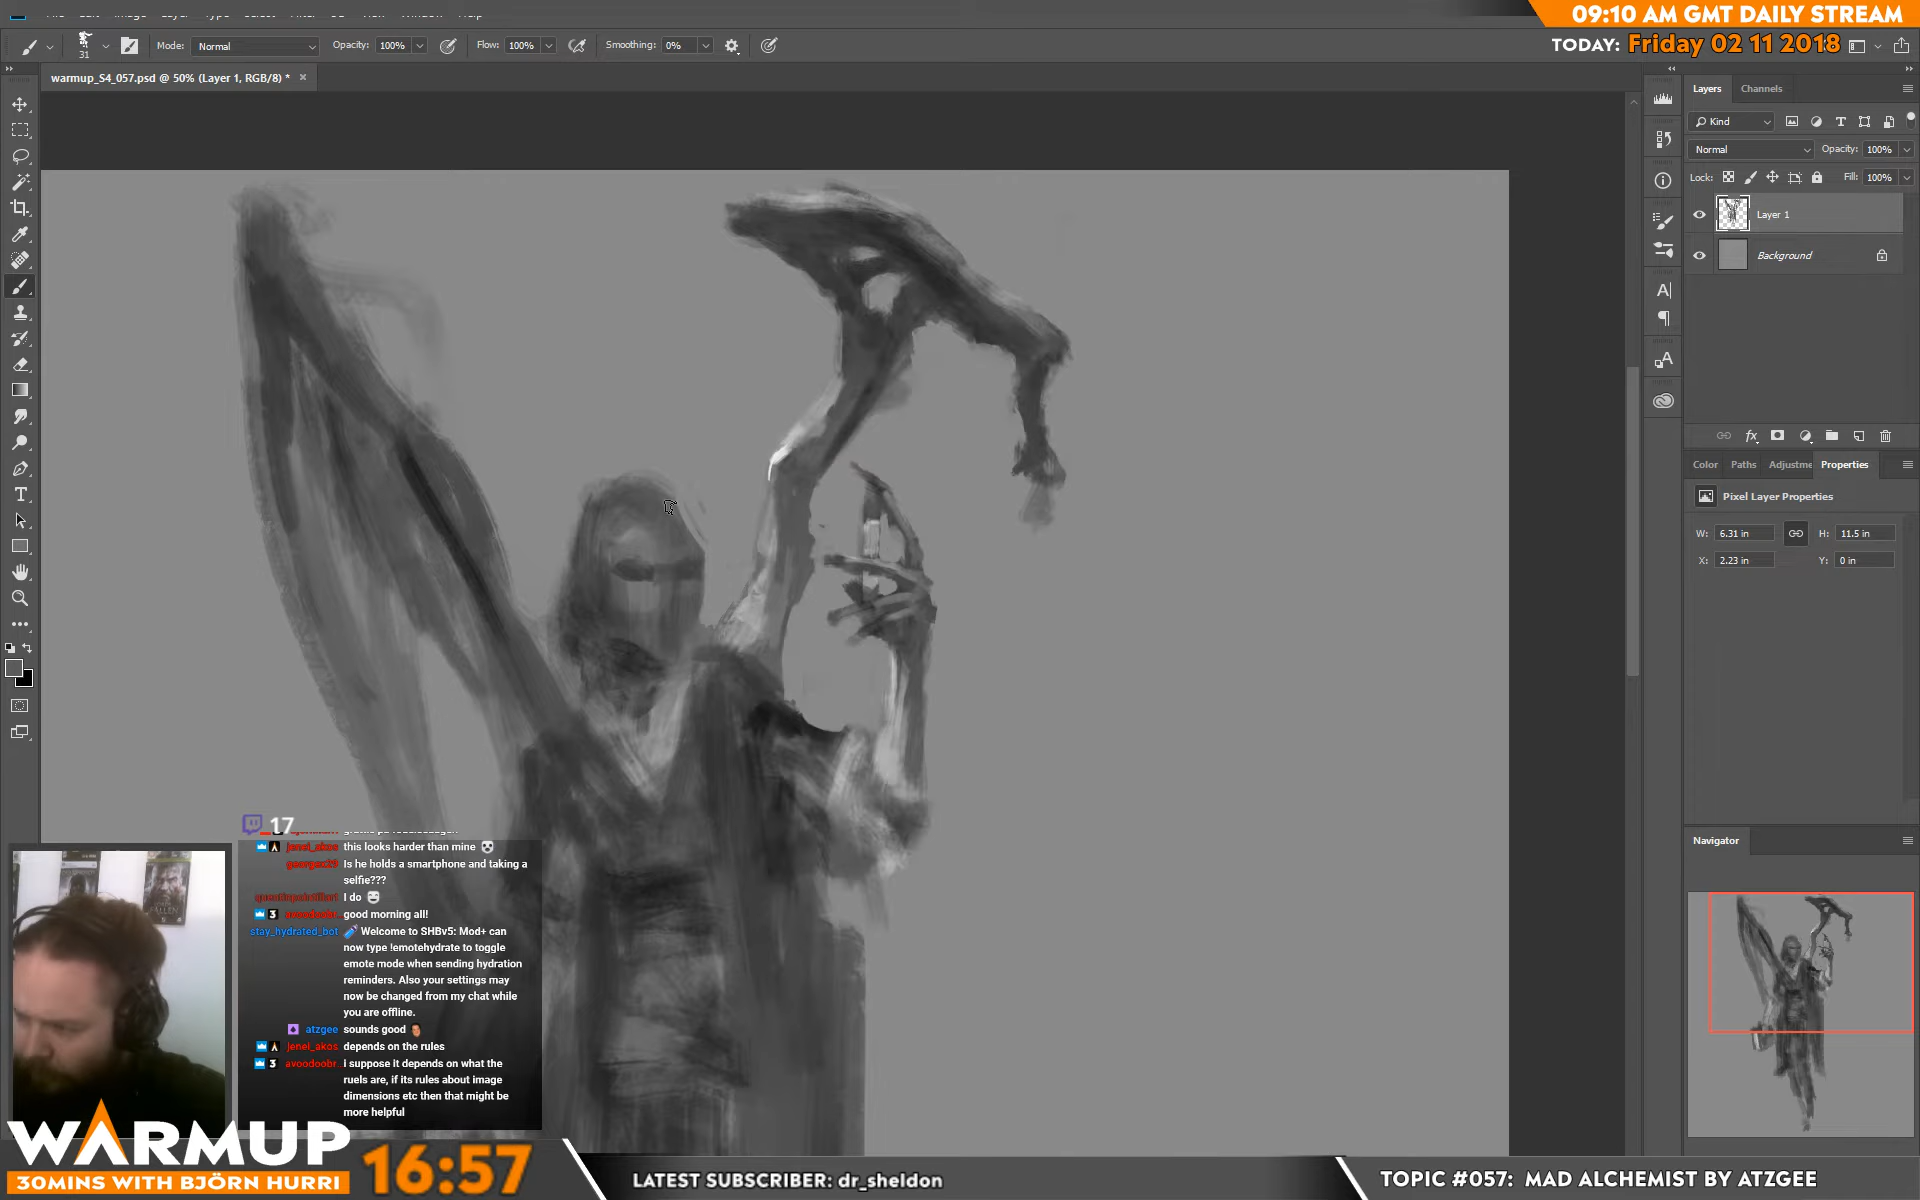 09:10 AM GMT DAILY STREAM
TODAY: Friday 02 11 2018
Mode: Normal Opacity: 100% Flow: 100% Smoothing: 0%
31
warmup_S4_057.psd @ 50% (Layer 1, RGB/8) *
Layers Channels
Kind
Normal Opacity: 100%
Lock: Fill: 100%
Layer 1
Background
Color Paths Adjustme Properties
Pixel Layer Properties
W: 6.31 in H: 11.5 in
X: 2.23 in Y: 0 in
Navigator
17
jenei_akos this looks harder than mine
Is he holds a smartphone and taking a
selfie???
I do
3 avoodoobr... good morning all!
stay_hydrated_bot Welcome to SHBv5: Mod+ can
now type !emotehydrate to toggle
emote mode when sending hydration
reminders. Also your settings may
now be changed from my chat while
you are offline.
atzgee sounds good
jenei_akos depends on the rules
3 avoodoobr... i suppose it depends on what the
ruels are, if its rules about image
dimensions etc then that might be
more helpful
WARMUP
30MINS WITH BJÖRN HURRI
16:57
LATEST SUBSCRIBER: dr_sheldon
TOPIC #057: MAD ALCHEMIST BY ATZGEE